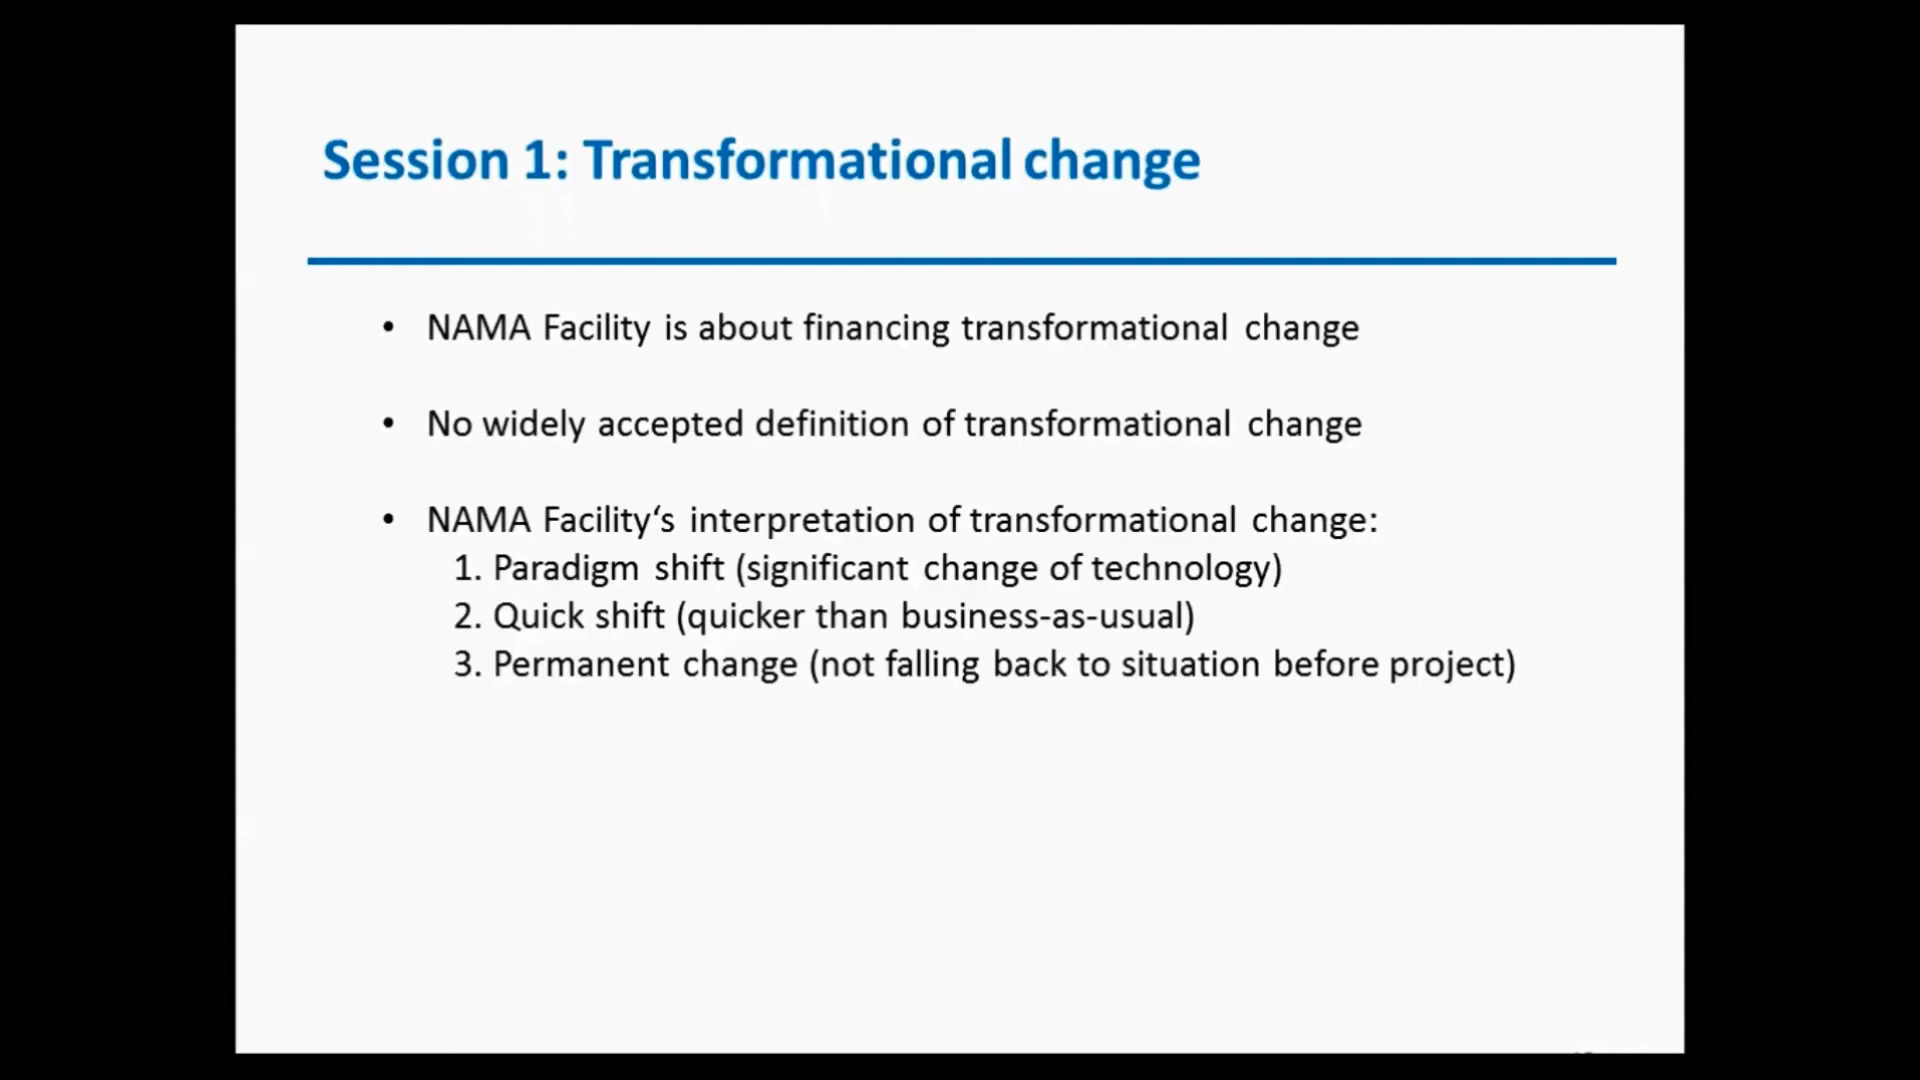 Session 1: Transformational change
• NAMA Facility is about financing transformational change
• No widely accepted definition of transformational change
• NAMA Facility‘s interpretation of transformational change:
1. Paradigm shift (significant change of technology)
2. Quick shift (quicker than business-as-usual)
3. Permanent change (not falling back to situation before project)